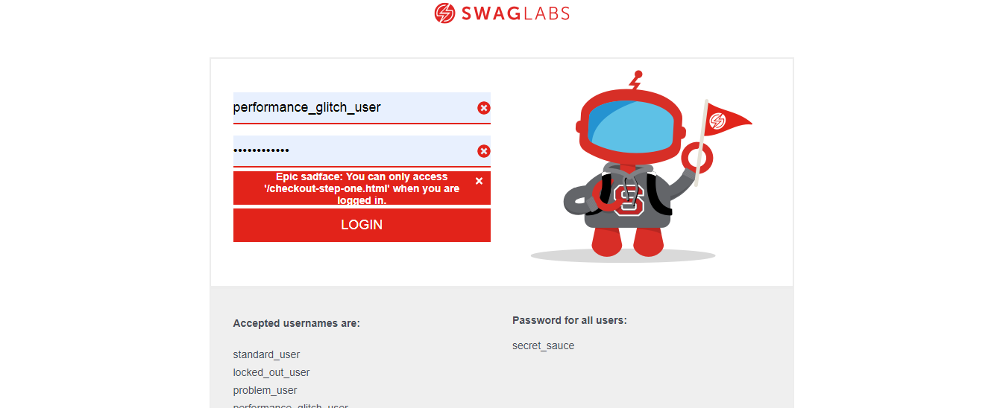 SWAGLABS
performance_glitch_user
••••••••••••
Epic sadface: You can only access
'/checkout-step-one.html' when you are
logged in.
LOGIN
S
Accepted usernames are:
standard_user
locked_out_user
problem_user
performance_glitch_user
Password for all users:
secret_sauce